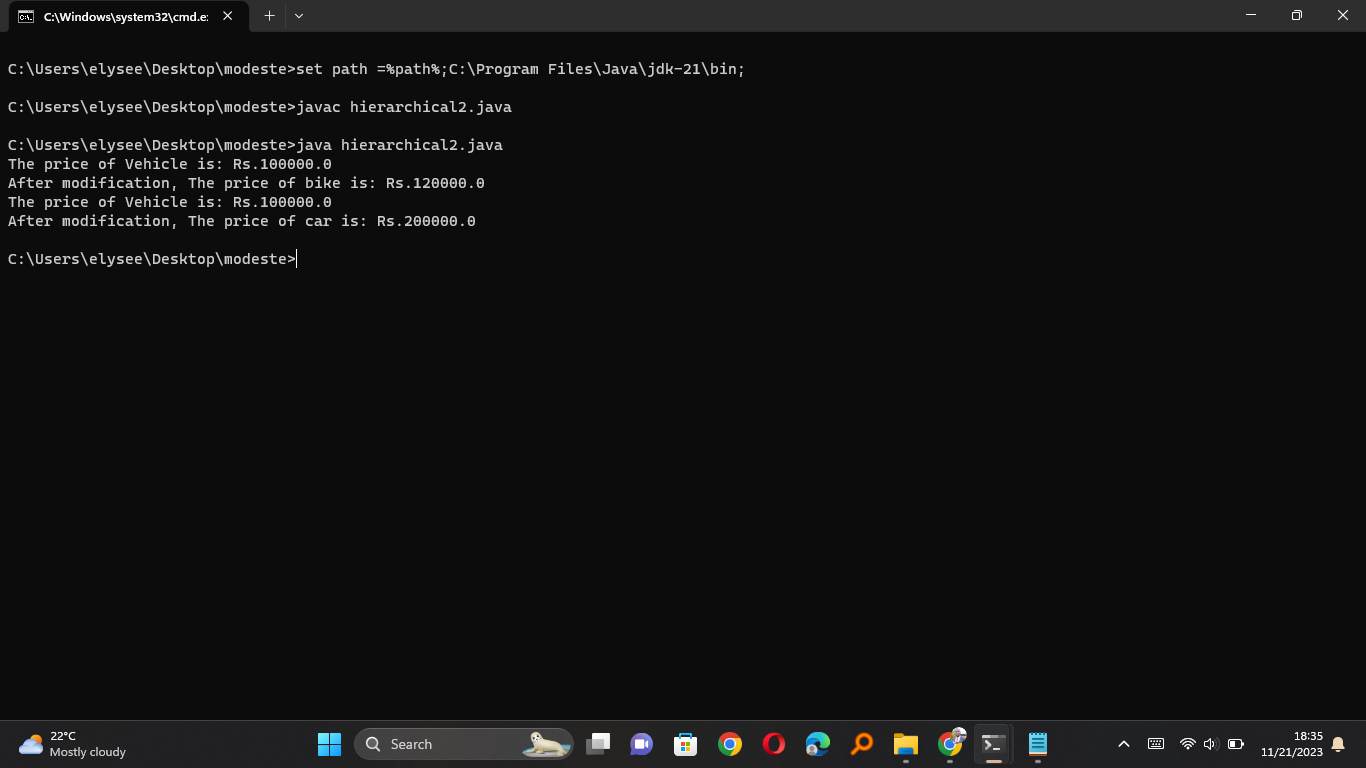 C:\Windows\system32\cmd.e:
C:\Users\elysee\Desktop\modeste>set path =%path%;C:\Program Files\Java\jdk-21\bin;
C:\Users\elysee\Desktop\modeste>javac hierarchical2.java
C:\Users\elysee\Desktop\modeste>java hierarchical2.java
The price of Vehicle is: Rs.100000.0
After modification, The price of bike is: Rs.120000.0
The price of Vehicle is: Rs.100000.0
After modification, The price of car is: Rs.200000.0
C:\Users\elysee\Desktop\modeste>
22°C
Mostly cloudy
Search
18:35
11/21/2023